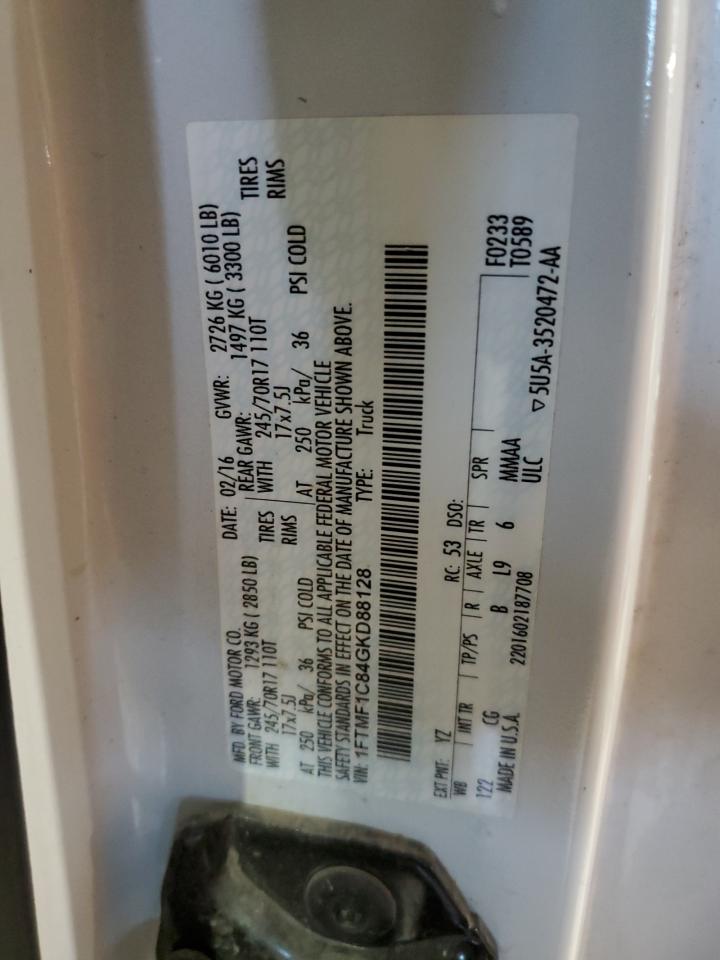 MFD. BY FORD MOTOR CO.
DATE: 02/16 GVWR: 2726 KG ( 6010 LB)
FRONT GAWR: 1293 KG ( 2850 LB)
REAR GAWR: 1497 KG ( 3300 LB)
WITH 245/70R17 110T TIRES
WITH 245/70R17 110T TIRES
17x7.5J RIMS
17x7.5J RIMS
AT 250 kPa/ 36 PSI COLD
AT 250 kPa/ 36 PSI COLD
THIS VEHICLE CONFORMS TO ALL APPLICABLE FEDERAL MOTOR VEHICLE
SAFETY STANDARDS IN EFFECT ON THE DATE OF MANUFACTURE SHOWN ABOVE.
VIN: 1FTMF1C84GKD88128 TYPE: Truck
EXT PNT: YZ RC: 53 DSO:
WB INT TR TP/PS R AXLE TR SPR F0233
122 CG B L9 6 MMAA T0589
MADE IN U.S.A. 2201602187708 ULC
▽5U5A-3520472-AA